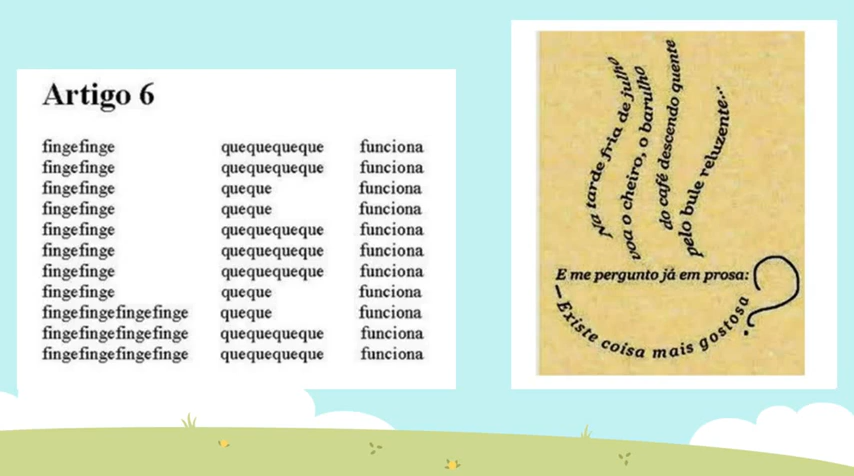 Artigo 6
fingefinge quequequeque funciona
fingefinge quequequeque funciona
fingefinge queque funciona
fingefinge queque funciona
fingefinge quequequeque funciona
fingefinge quequequeque funciona
fingefinge quequequeque funciona
fingefinge queque funciona
fingefingefingefinge queque funciona
fingefingefingefinge quequequeque funciona
fingefingefingefinge quequequeque funciona
Na tarde fria de julho
voa o cheiro, o barulho
do café descendo quente
pelo bule reluzente...
E me pergunto já em prosa:
— Existe coisa mais gostosa
?